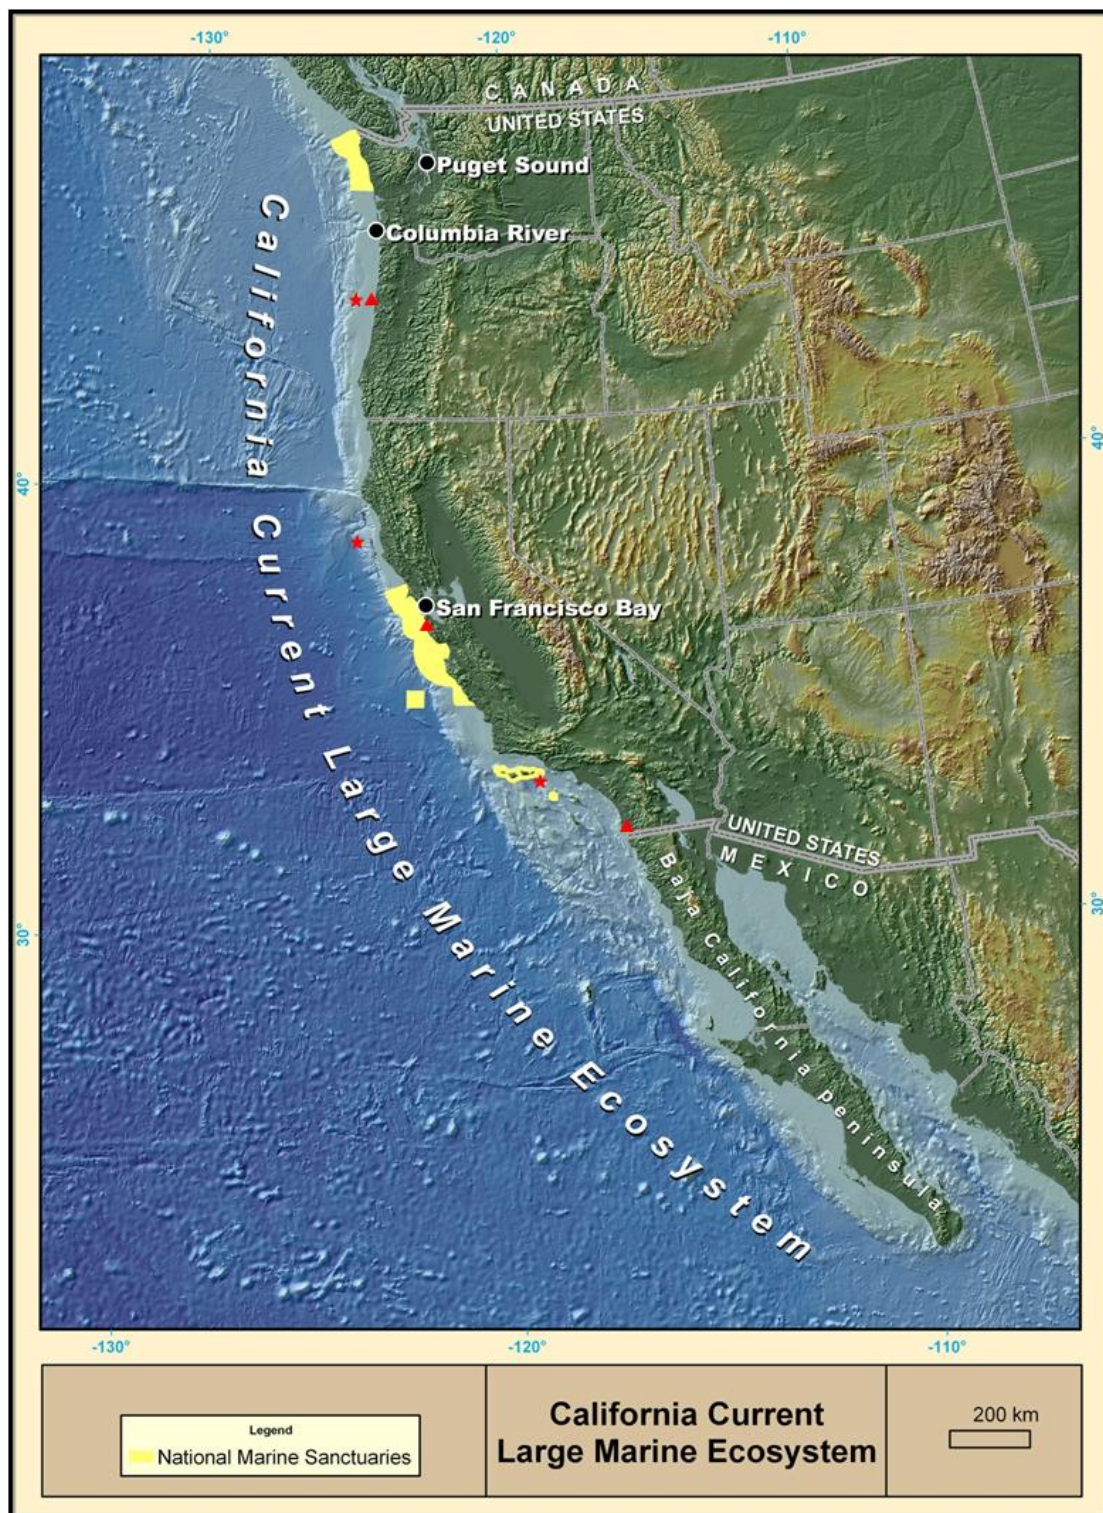 -130°
-120°
-110°
CANADA
UNITED STATES
Puget Sound
Columbia River
40°
40°
San Francisco Bay
California Current Large Marine Ecosystem
UNITED STATES
MEXICO
Baja California peninsula
30°
30°
-130°
-120°
-110°
Legend
National Marine Sanctuaries
California Current
Large Marine Ecosystem
200 km